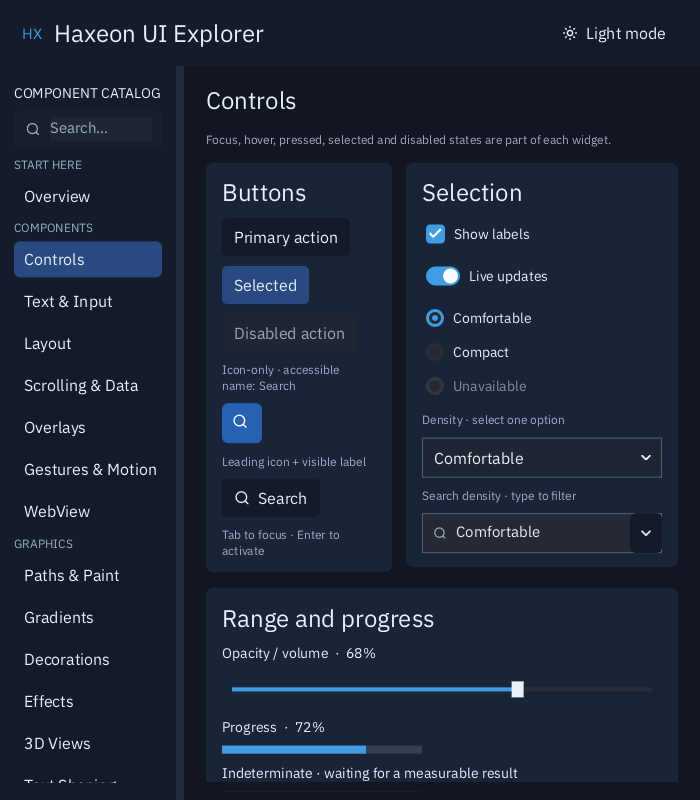 HX Haxeon UI Explorer
Light mode
COMPONENT CATALOG
Search...
START HERE
Overview
COMPONENTS
Controls
Text & Input
Layout
Scrolling & Data
Overlays
Gestures & Motion
WebView
GRAPHICS
Paths & Paint
Gradients
Decorations
Effects
3D Views
Text Shaping
Controls
Focus, hover, pressed, selected and disabled states are part of each widget.
Buttons
Primary action
Selected
Disabled action
Icon-only · accessible
name: Search
Leading icon + visible label
Search
Tab to focus · Enter to
activate
Selection
Show labels
Live updates
Comfortable
Compact
Unavailable
Density · select one option
Comfortable
Search density · type to filter
Comfortable
Range and progress
Opacity / volume · 68%
Progress · 72%
Indeterminate · waiting for a measurable result